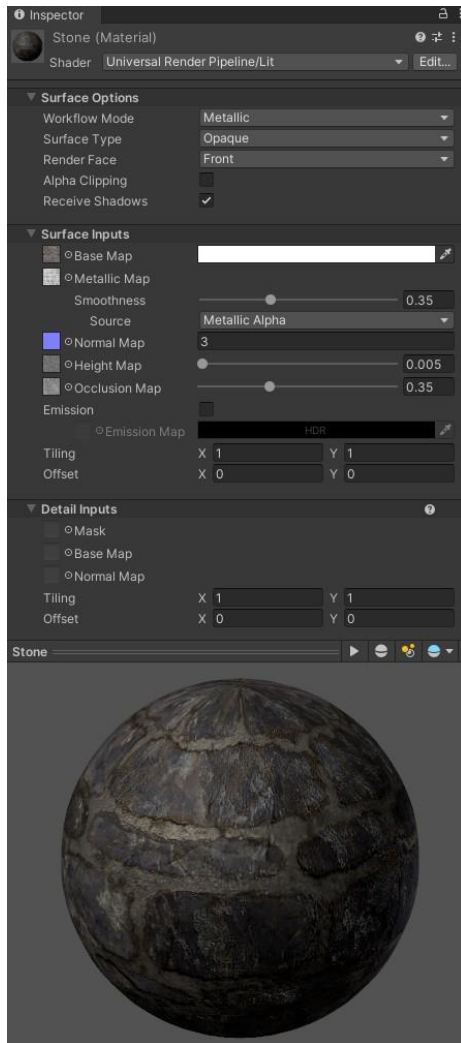 Inspector
Stone (Material)
Shader Universal Render Pipeline/Lit Edit...
Surface Options
Workflow Mode Metallic
Surface Type Opaque
Render Face Front
Alpha Clipping
Receive Shadows
Surface Inputs
Base Map
Metallic Map
Smoothness 0.35
Source Metallic Alpha
Normal Map 3
Height Map 0.005
Occlusion Map 0.35
Emission
Emission Map HDR
Tiling X 1 Y 1
Offset X 0 Y 0
Detail Inputs
Mask
Base Map
Normal Map
Tiling X 1 Y 1
Offset X 0 Y 0
Stone